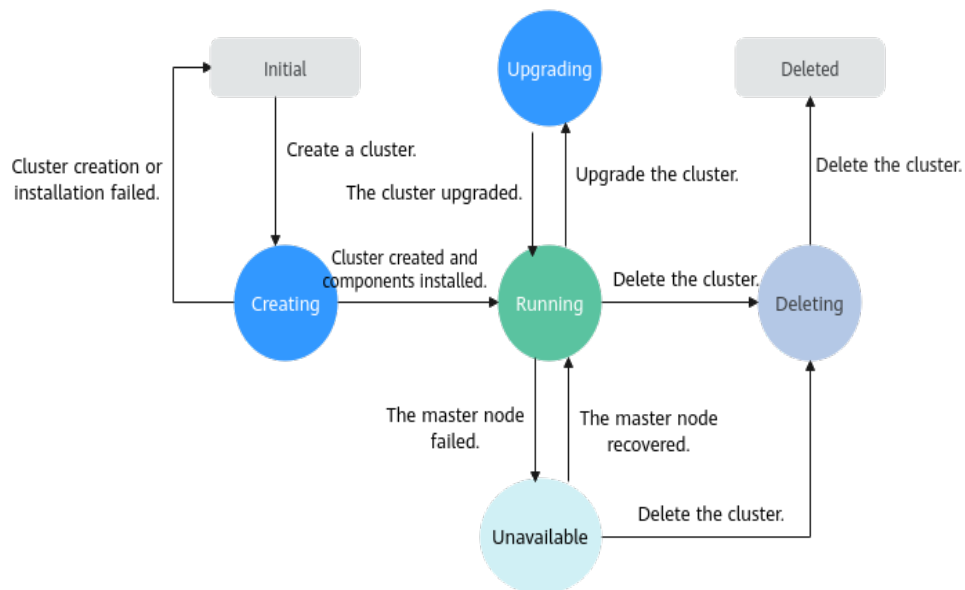 Initial
Upgrading
Deleted
Cluster creation or
installation failed.
Create a cluster.
The cluster upgraded.
Upgrade the cluster.
Delete the cluster.
Creating
Cluster created and
components installed.
Running
Delete the cluster.
Deleting
The master node
failed.
The master node
recovered.
Unavailable
Delete the cluster.